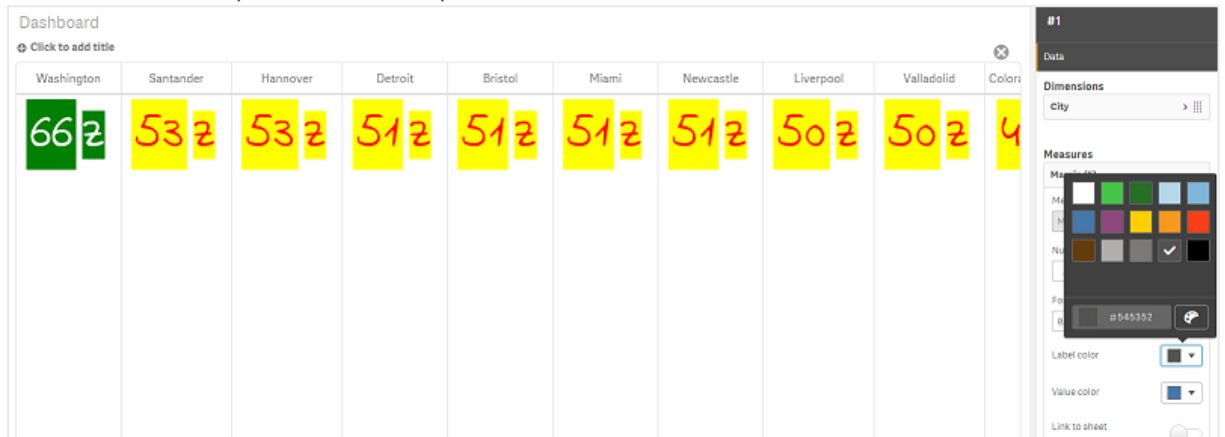 Dashboard
Click to add title
Washington Santander Hannover Detroit Bristol Miami Newcastle Liverpool Valladolid
66 z 53 z 53 z 51 z 51 z 51 z 51 z 50 z 50 z
#1
Data
Dimensions
City
Measures
#545352
Label color
Value color
Link to sheet